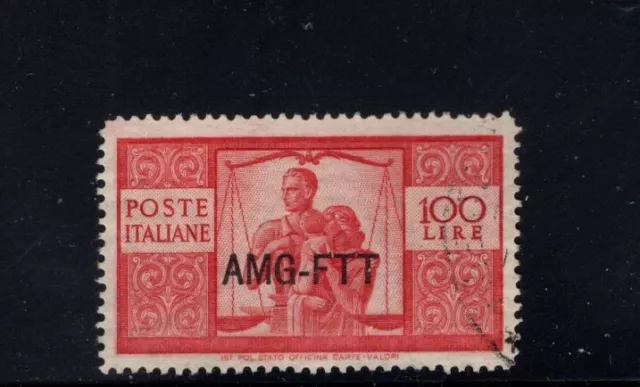 POSTE
ITALIANE
100
LIRE
AMG-FTT
IST. POL. STATO OFFICINA CARTE-VALORI